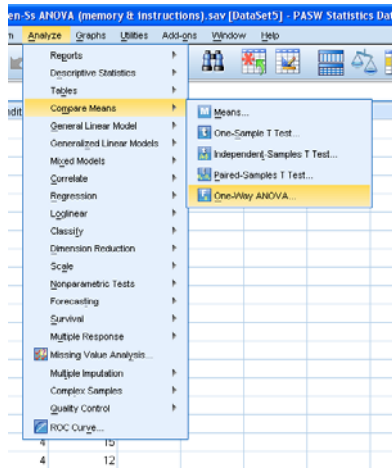 en-Ss ANOVA (memory & instructions).sav [DataSet5] - PASW Statistics Dat
Analyze Graphs Utilities Add-ons Window Help
Reports
Descriptive Statistics
Tables
Compare Means
General Linear Model
Generalized Linear Models
Mixed Models
Correlate
Regression
Loglinear
Classify
Dimension Reduction
Scale
Nonparametric Tests
Forecasting
Survival
Multiple Response
Missing Value Analysis...
Multiple Imputation
Complex Samples
Quality Control
ROC Curve...
Means...
One-Sample T Test...
Independent-Samples T Test...
Paired-Samples T Test...
One-Way ANOVA...
4 15
4 12